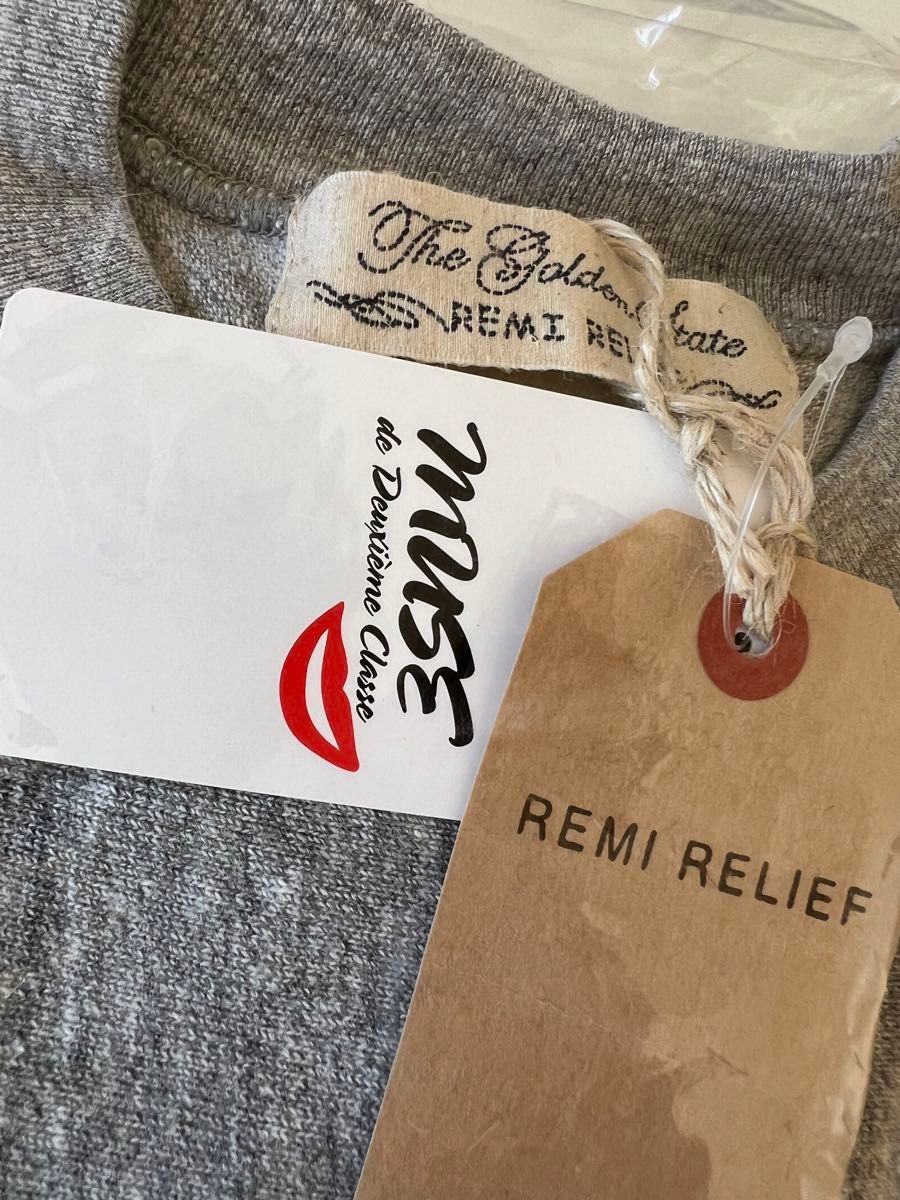 The Golden State
REMI REL
MUSE
de Deuxième Classe
REMI RELIEF